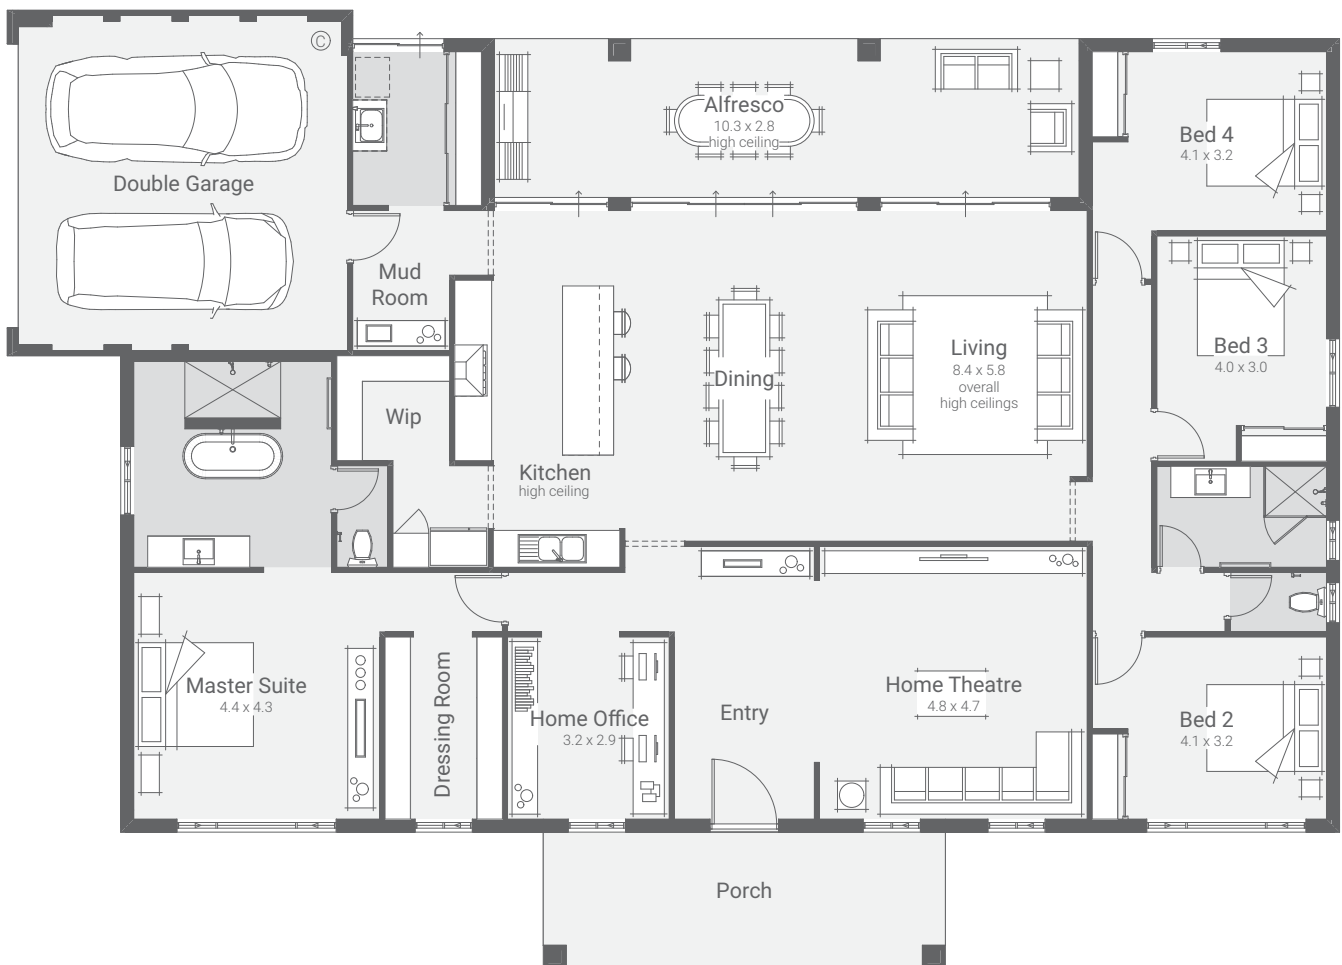 ©
Double Garage
Alfresco
10.3 x 2.8
high ceiling
Bed 4
4.1 x 3.2
Mud
Room
Bed 3
4.0 x 3.0
Living
8.4 x 5.8
overall
high ceilings
Dining
Wip
Kitchen
high ceiling
Master Suite
4.4 x 4.3
Dressing Room
Home Office
3.2 x 2.9
Entry
Home Theatre
4.8 x 4.7
Bed 2
4.1 x 3.2
Porch